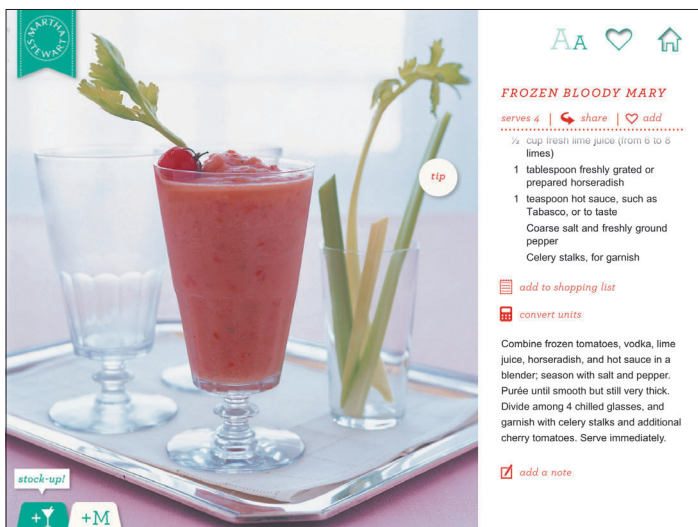 MARTHA
STEWART
AA
FROZEN BLOODY MARY
serves 4 | share | add
½ cup fresh lime juice (from 6 to 8
limes)
1 tablespoon freshly grated or
prepared horseradish
1 teaspoon hot sauce, such as
Tabasco, or to taste
Coarse salt and freshly ground
pepper
Celery stalks, for garnish
tip
add to shopping list
convert units
Combine frozen tomatoes, vodka, lime
juice, horseradish, and hot sauce in a
blender; season with salt and pepper.
Purée until smooth but still very thick.
Divide among 4 chilled glasses, and
garnish with celery stalks and additional
cherry tomatoes. Serve immediately.
add a note
stock-up!
+
+M